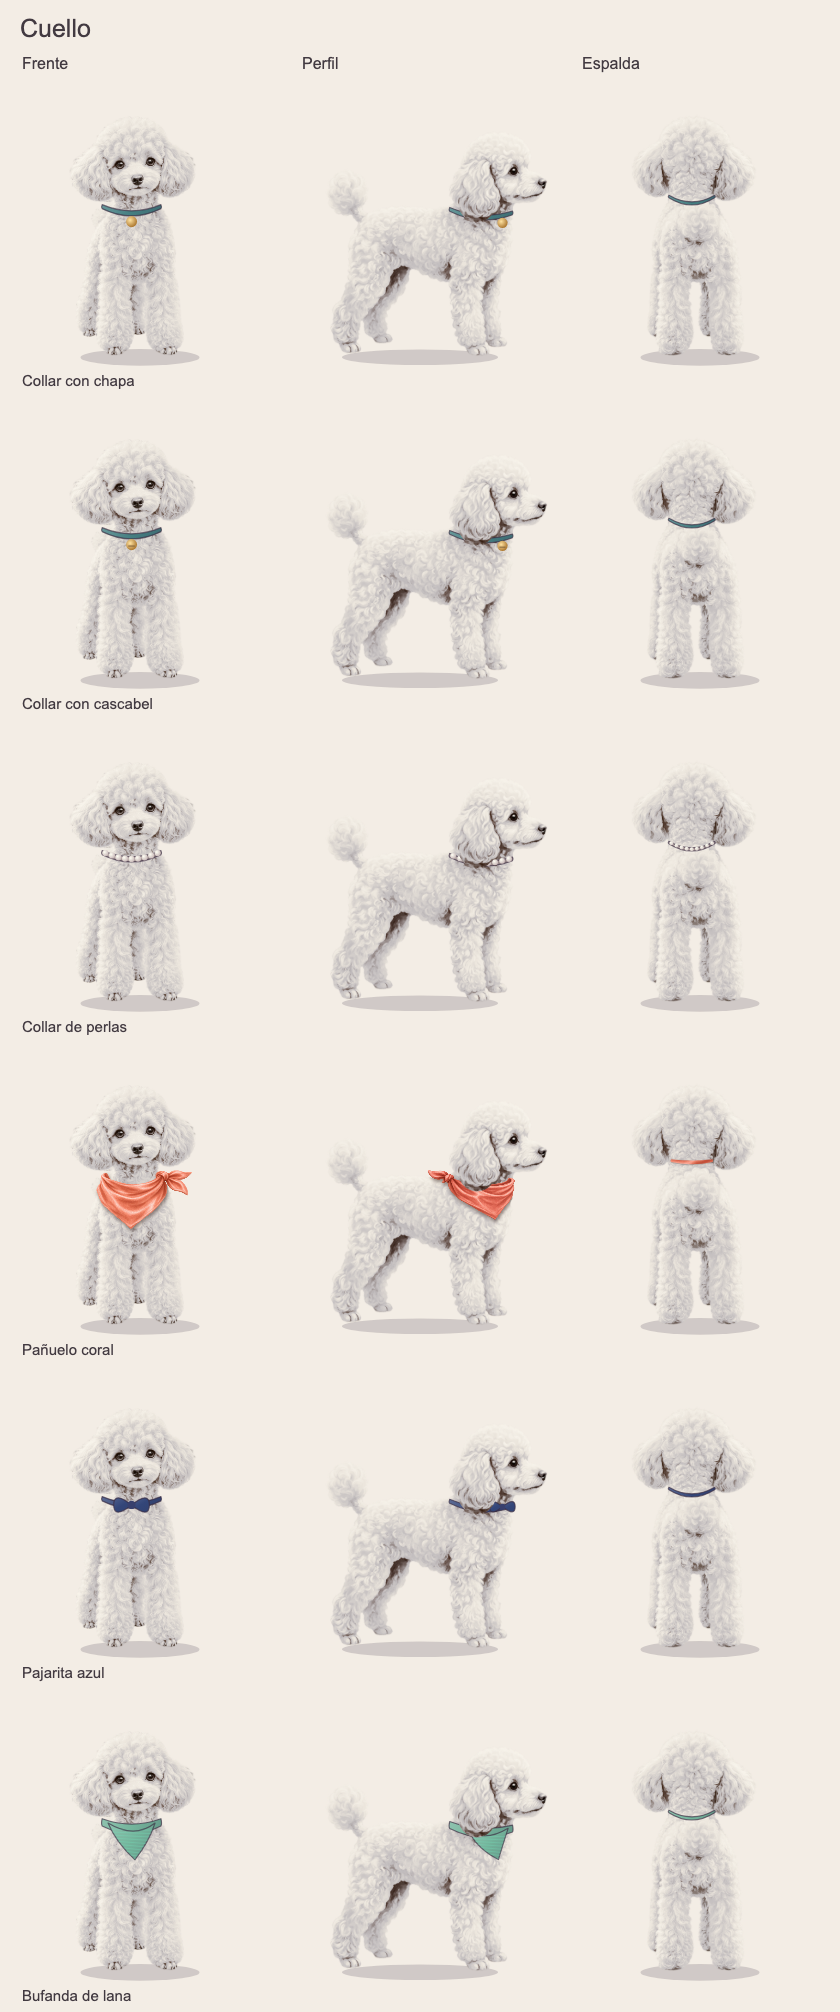 Cuello
Frente Perfil Espalda
Collar con chapa
Collar con cascabel
Collar de perlas
Pañuelo coral
Pajarita azul
Bufanda de lana